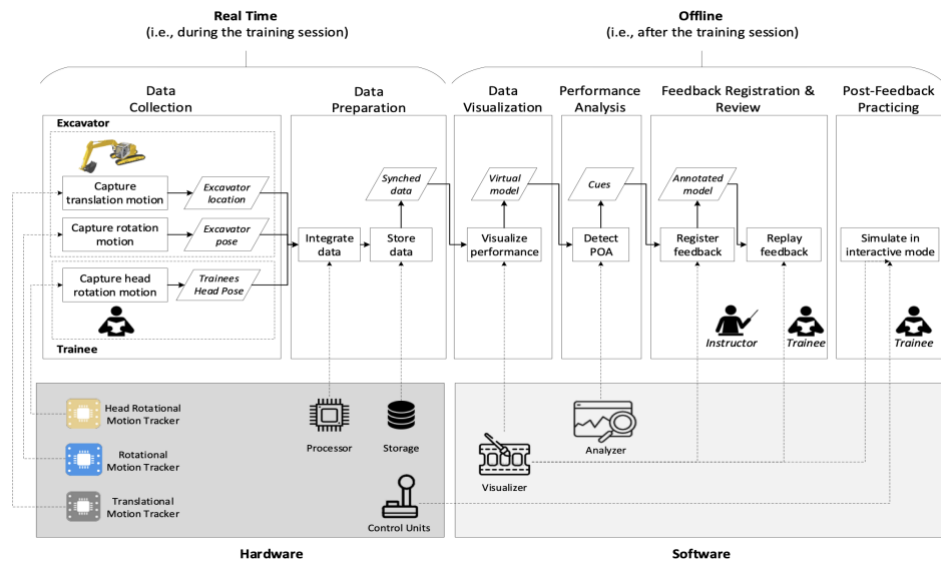 Real Time
(i.e., during the training session)
Offline
(i.e., after the training session)
Data
Collection
Data
Preparation
Data
Visualization
Performance
Analysis
Feedback Registration &
Review
Post-Feedback
Practicing
Excavator
Capture
translation motion
Excavator
location
Capture rotation
motion
Excavator
pose
Capture head
rotation motion
Trainees
Head Pose
Trainee
Integrate
data
Store
data
Synched
data
Visualize
performance
Virtual
model
Detect
POA
Cues
Register
feedback
Annotated
model
Replay
feedback
Simulate in
interactive mode
Instructor
Trainee
Trainee
Head Rotational
Motion Tracker
Rotational
Motion Tracker
Translational
Motion Tracker
Processor
Storage
Control Units
Visualizer
Analyzer
Hardware
Software